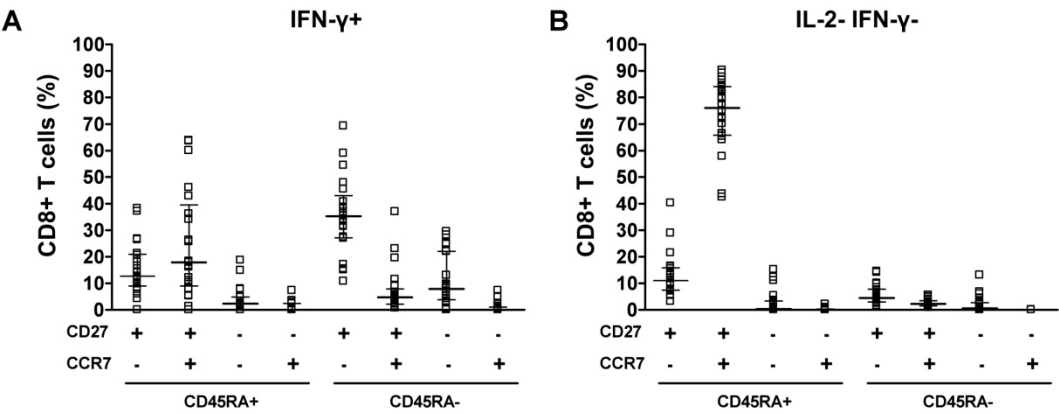 A IFN-γ+
CD8+ T cells (%)
100
90
80
70
60
50
40
30
20
10
0
CD27 + + - - + + - -
CCR7 - + - + - + - +
CD45RA+ CD45RA-
B IL-2- IFN-γ-
CD8+ T cells (%)
100
90
80
70
60
50
40
30
20
10
0
CD27 + + - - + + - -
CCR7 - + - + - + - +
CD45RA+ CD45RA-